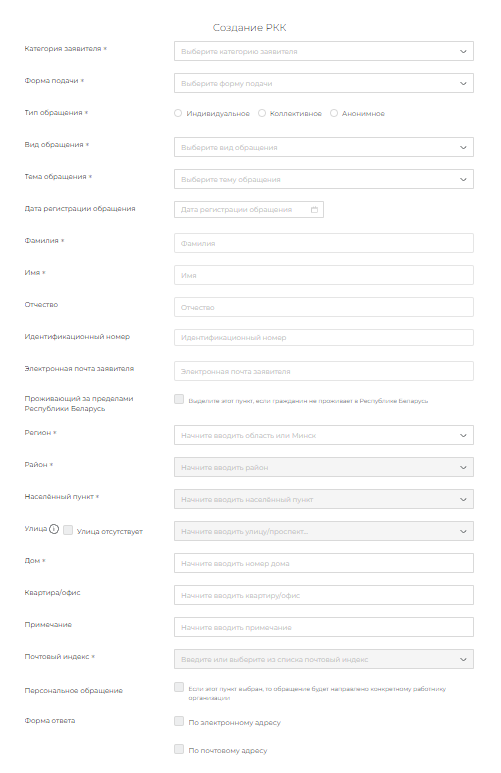 Создание РКК
Категория заявителя * Выберите категорию заявителя
Форма подачи * Выберите форму подачи
Тип обращения * Индивидуальное Коллективное Анонимное
Вид обращения * Выберите вид обращения
Тема обращения * Выберите тему обращения
Дата регистрации обращения Дата регистрации обращения
Фамилия * Фамилия
Имя * Имя
Отчество Отчество
Идентификационный номер Идентификационный номер
Электронная почта заявителя Электронная почта заявителя
Проживающий за пределами
Республики Беларусь
Выделите этот пункт, если гражданин не проживает в Республике Беларусь
Регион * Начните вводить область или Минск
Район * Начните вводить район
Населённый пункт * Начните вводить населённый пункт
Улица i Улица отсутствует Начните вводить улицу/проспект...
Дом * Начните вводить номер дома
Квартира/офис Начните вводить квартиру/офис
Примечание Начните вводить примечание
Почтовый индекс * Введите или выберите из списка почтовый индекс
Персональное обращение Если этот пункт выбран, то обращение будет направлено конкретному работнику
организации
Форма ответа По электронному адресу
По почтовому адресу